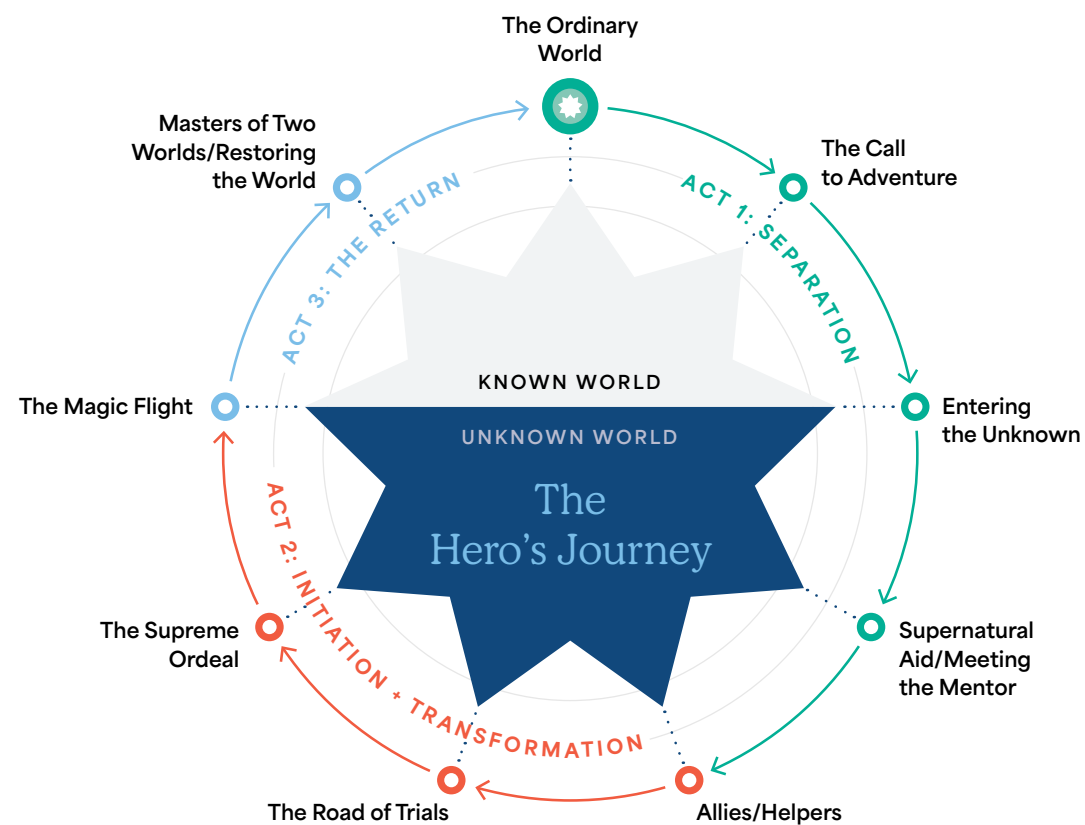 The Ordinary
World
The Call
to Adventure
Entering
the Unknown
Supernatural
Aid/Meeting
the Mentor
Allies/Helpers
The Road of Trials
The Supreme
Ordeal
The Magic Flight
Masters of Two
Worlds/Restoring
the World
ACT 1: SEPARATION
ACT 2: INITIATION + TRANSFORMATION
ACT 3: THE RETURN
KNOWN WORLD
UNKNOWN WORLD
The
Hero’s Journey